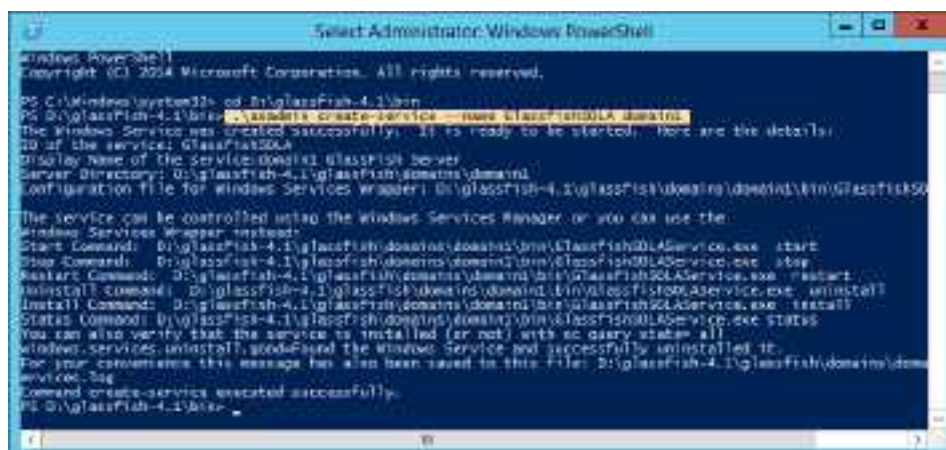 Select Administrator: Windows PowerShell
Windows PowerShell
Copyright (C) 2014 Microsoft Corporation. All rights reserved.
PS C:\Windows\system32> cd D:\glassfish-4.1\bin
PS D:\glassfish-4.1\bin> .\asadmin create-service --name GlassfishSOLA domain1
The Windows Service was created successfully. It is ready to be started. Here are the details:
ID of the service: GlassfishSOLA
Display Name of the service:domain1 GlassFish Server
Server Directory: D:\glassfish-4.1\glassfish\domains\domain1
Configuration file for Windows Services Wrapper: D:\glassfish-4.1\glassfish\domains\domain1\bin\GlassfishSO
The service can be controlled using the Windows Services Manager or you can use the
Windows Services Wrapper instead:
Start Command: D:\glassfish-4.1\glassfish\domains\domain1\bin\GlassfishSOLAService.exe start
Stop Command: D:\glassfish-4.1\glassfish\domains\domain1\bin\GlassfishSOLAService.exe stop
Restart Command: D:\glassfish-4.1\glassfish\domains\domain1\bin\GlassfishSOLAService.exe restart
Uninstall Command: D:\glassfish-4.1\glassfish\domains\domain1\bin\GlassfishSOLAService.exe uninstall
Install Command: D:\glassfish-4.1\glassfish\domains\domain1\bin\GlassfishSOLAService.exe install
Status Command: D:\glassfish-4.1\glassfish\domains\domain1\bin\GlassfishSOLAService.exe status
You can also verify that the service is installed (or not) with sc query state= all
windows.services.uninstall.good=Found the Windows Service and successfully uninstalled it.
For your convenience this message has also been saved to this file: D:\glassfish-4.1\glassfish\domains\doma
ervices.log
Command create-service executed successfully.
PS D:\glassfish-4.1\bin> _